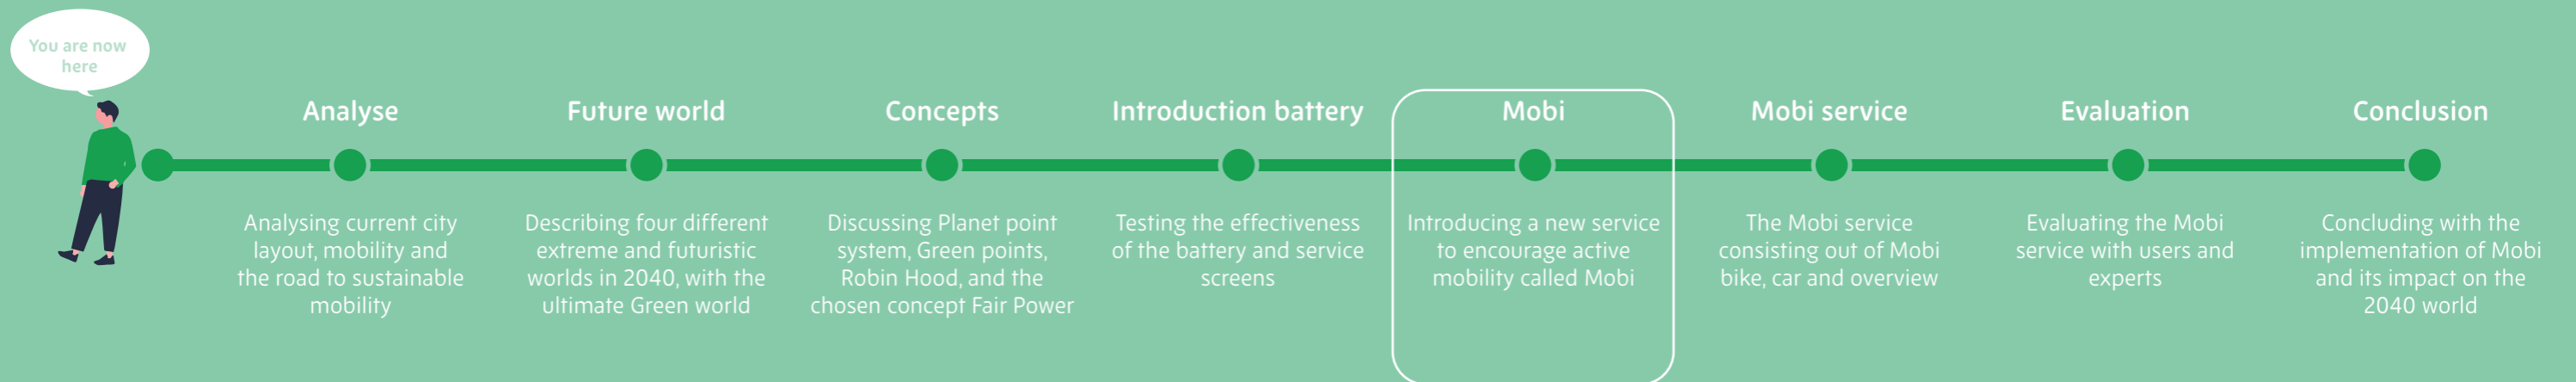 You are now
here
Analyse
Analysing current city
layout, mobility and
the road to sustainable
mobility
Future world
Describing four different
extreme and futuristic
worlds in 2040, with the
ultimate Green world
Concepts
Discussing Planet point
system, Green points,
Robin Hood, and the
chosen concept Fair Power
Introduction battery
Testing the effectiveness
of the battery and service
screens
Mobi
Introducing a new service
to encourage active
mobility called Mobi
Mobi service
The Mobi service
consisting out of Mobi
bike, car and overview
Evaluation
Evaluating the Mobi
service with users and
experts
Conclusion
Concluding with the
implementation of Mobi
and its impact on the
2040 world